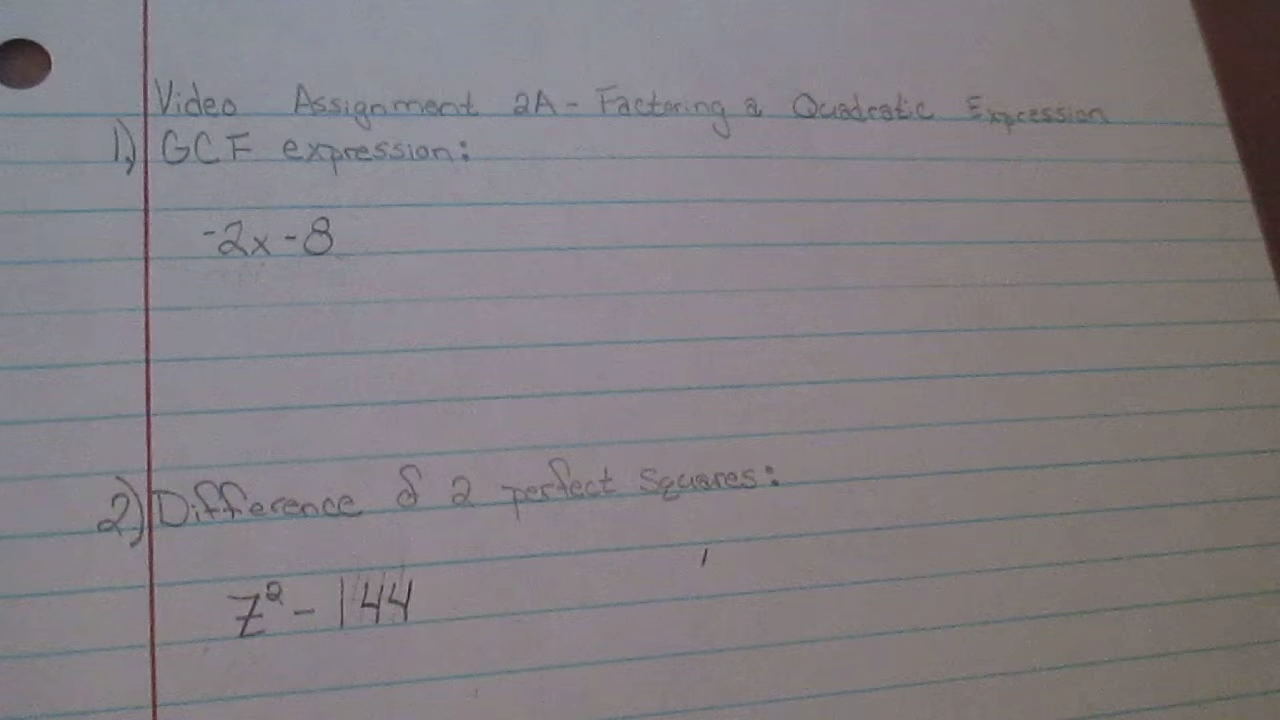 Video Assignment 2A - Factoring a Quadratic Expression
1) GCF expression:
-2x - 8
2) Difference of 2 perfect squares:
z² - 144